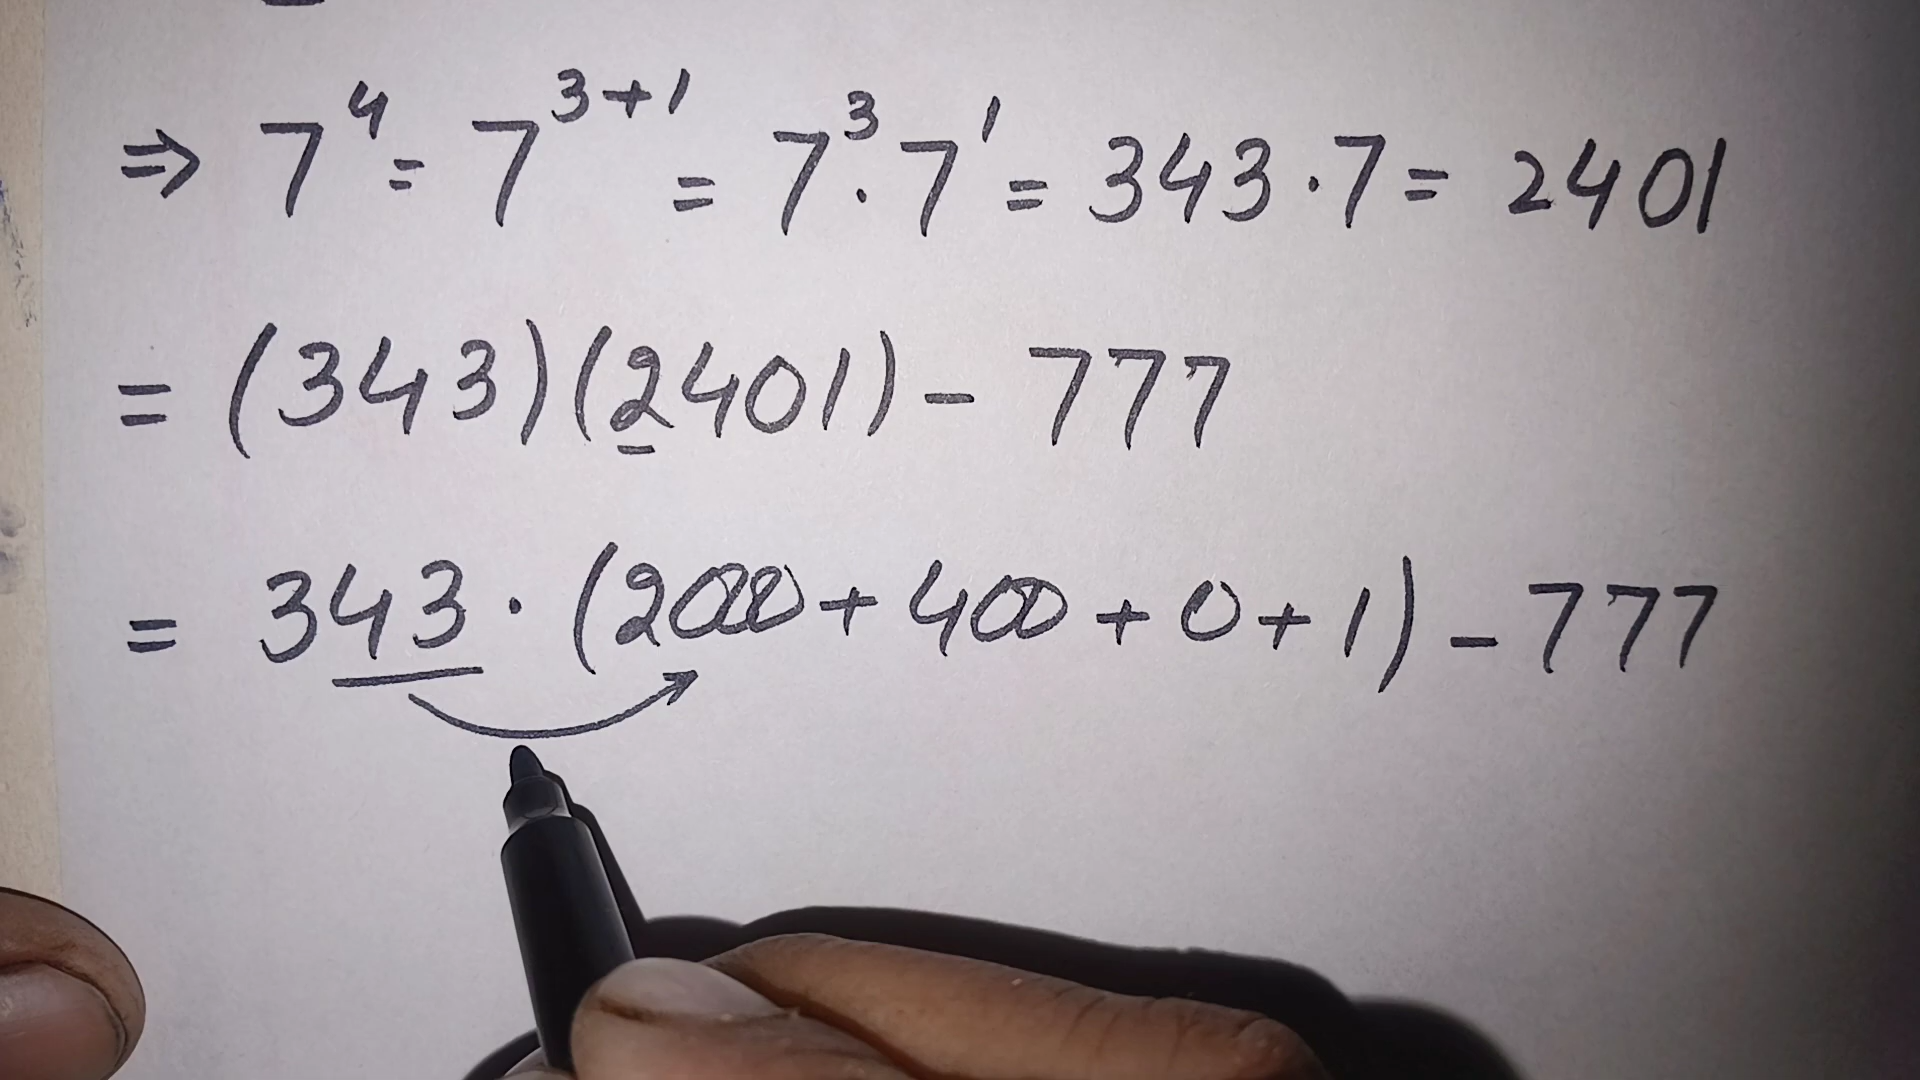 ⇒ 7⁴ = 7³⁺¹ = 7³ · 7¹ = 343 · 7 = 2401
= (343)(2401) - 777
= 343 · (2000 + 400 + 0 + 1) - 777